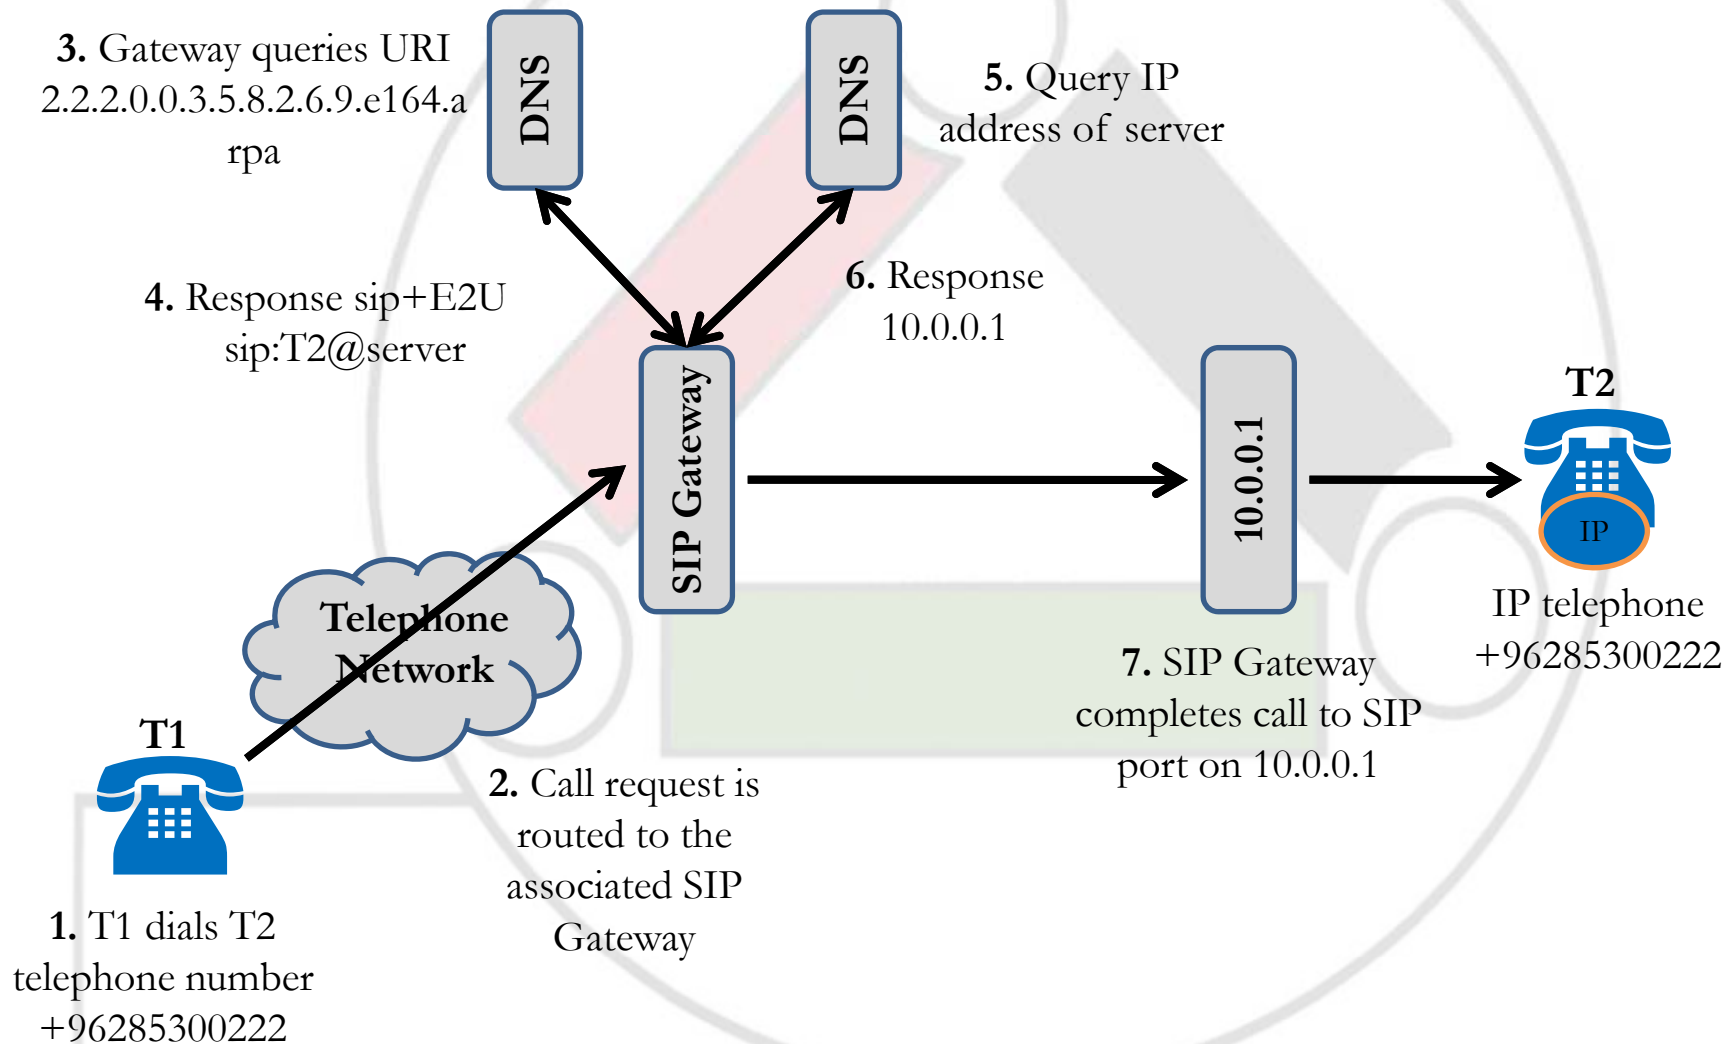 3. Gateway queries URI
2.2.2.0.0.3.5.8.2.6.9.e164.a
rpa
DNS
DNS
5. Query IP
address of server
4. Response sip+E2U
sip:T2@server
6. Response
10.0.0.1
SIP Gateway
10.0.0.1
T2
IP
IP telephone
+96285300222
Telephone
Network
7. SIP Gateway
completes call to SIP
port on 10.0.0.1
T1
2. Call request is
routed to the
associated SIP
Gateway
1. T1 dials T2
telephone number
+96285300222